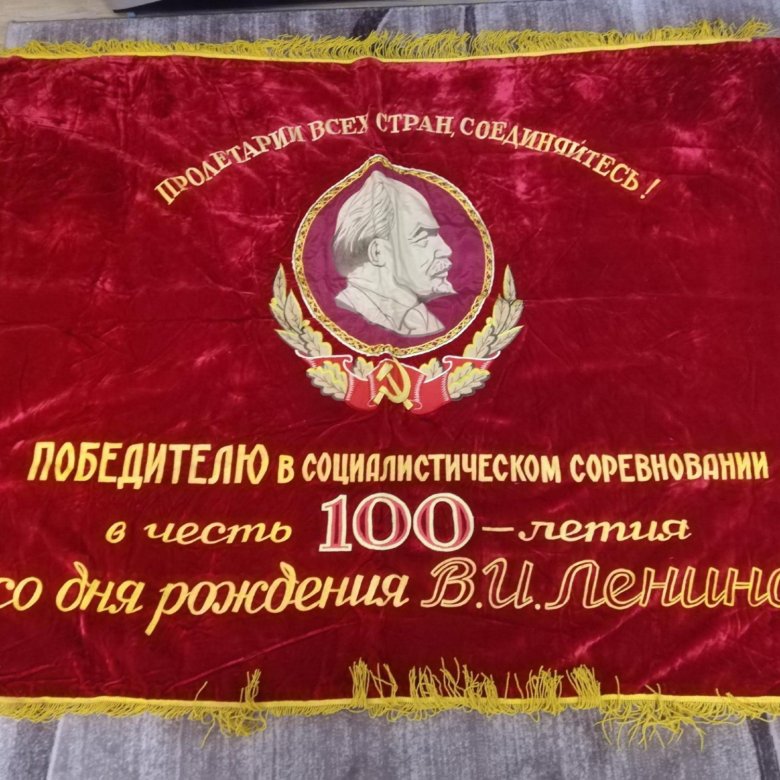 ПРОЛЕТАРИИ ВСЕХ СТРАН, СОЕДИНЯЙТЕСЬ!
ПОБЕДИТЕЛЮ в СОЦИАЛИСТИЧЕСКОМ СОРЕВНОВАНИИ
в честь 100-летия
со дня рождения В.И. Ленина